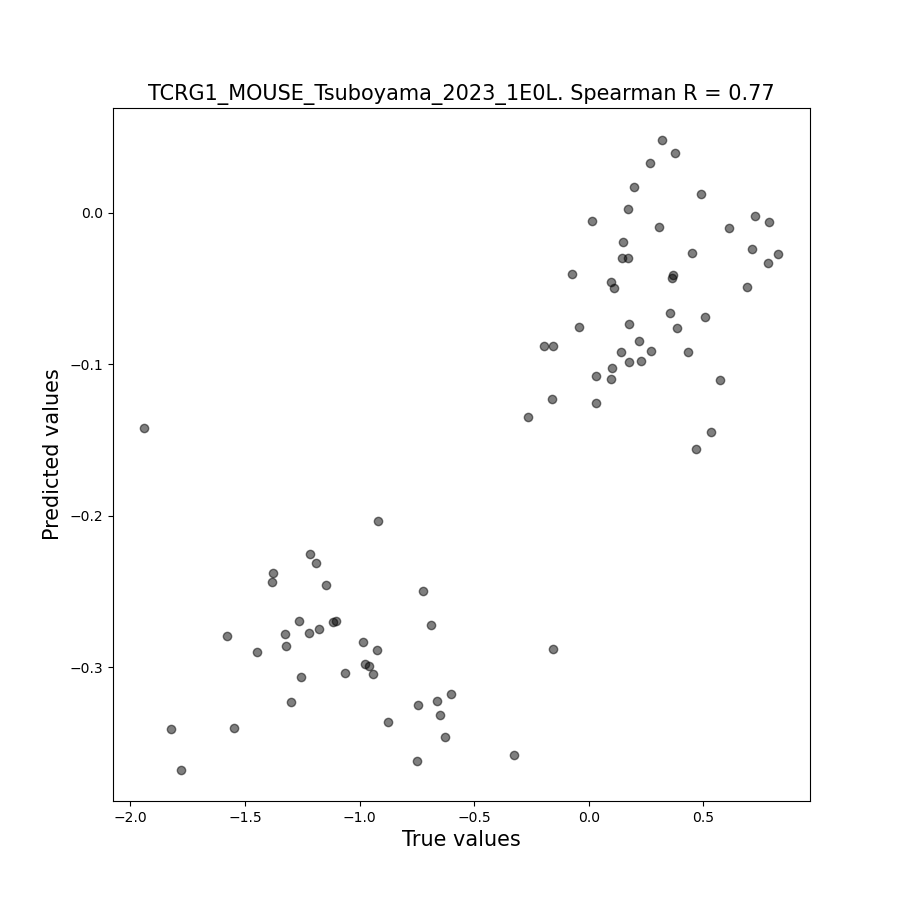 TCRG1_MOUSE_Tsuboyama_2023_1E0L. Spearman R = 0.77
0.0
−0.1
−0.2
−0.3
Predicted values
−2.0 −1.5 −1.0 −0.5 0.0 0.5
True values